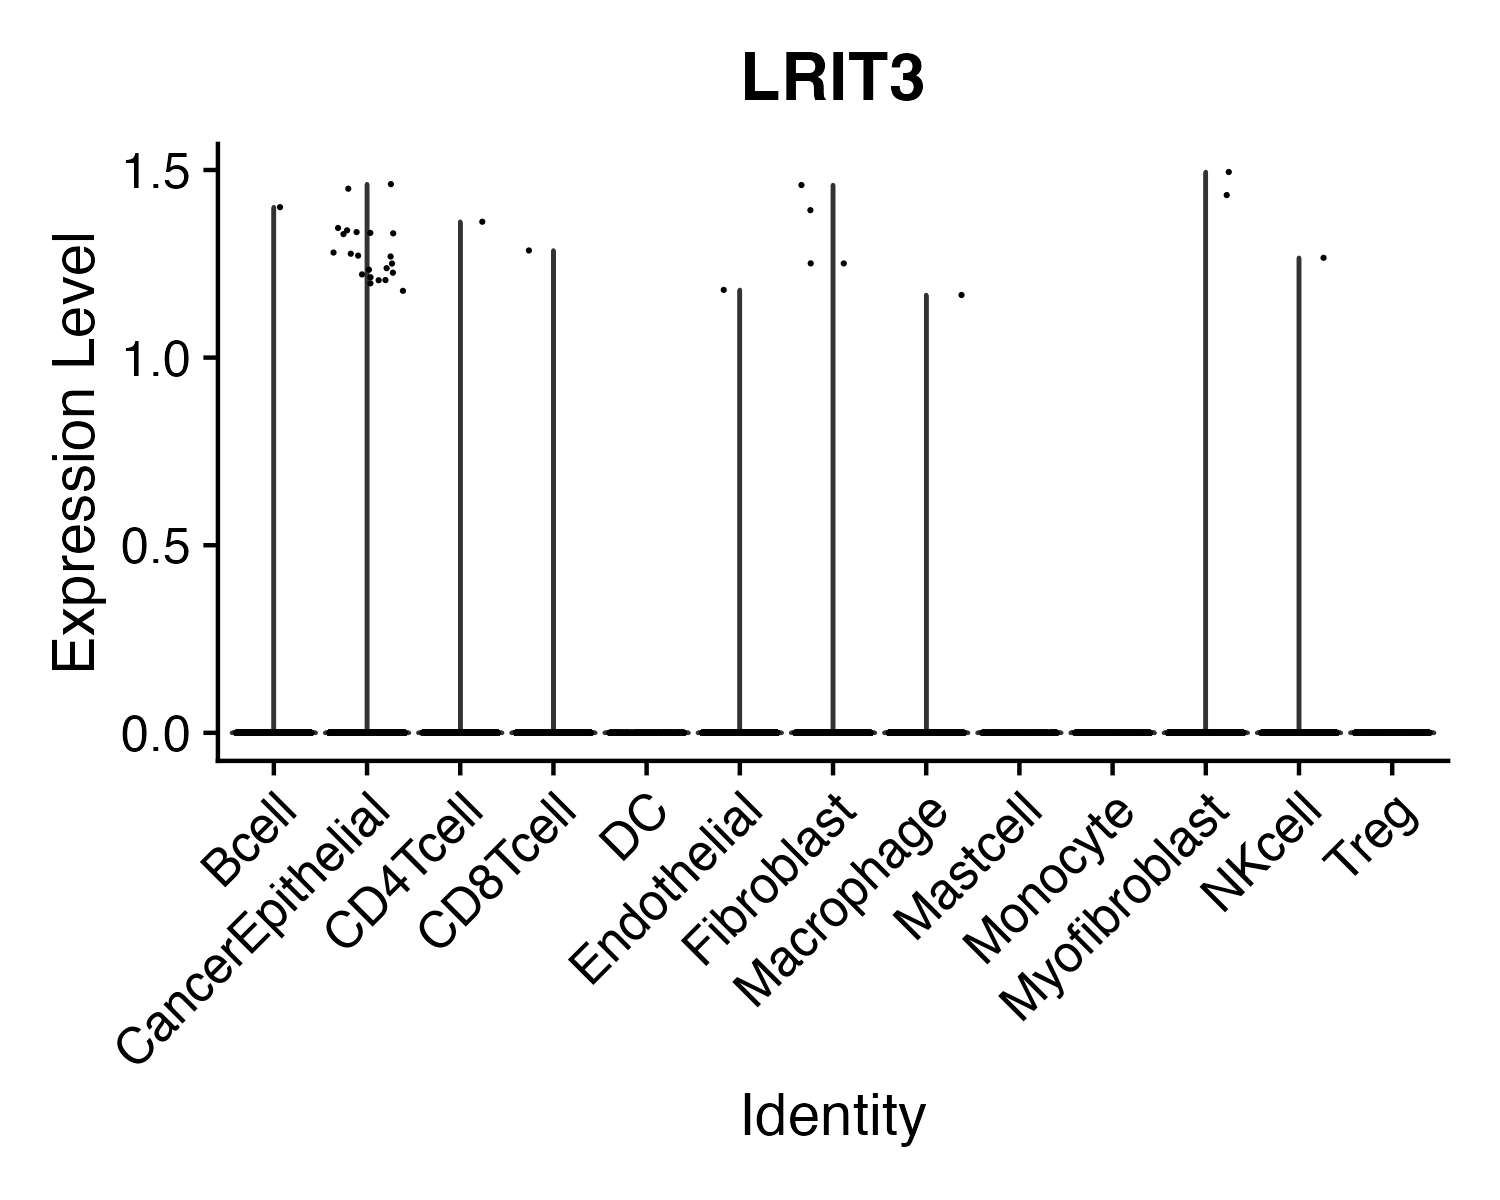 LRIT3
Expression Level
1.5
1.0
0.5
0.0
Bcell
CancerEpithelial
CD4Tcell
CD8Tcell
DC
Endothelial
Fibroblast
Macrophage
Mastcell
Monocyte
Myofibroblast
NKcell
Treg
Identity